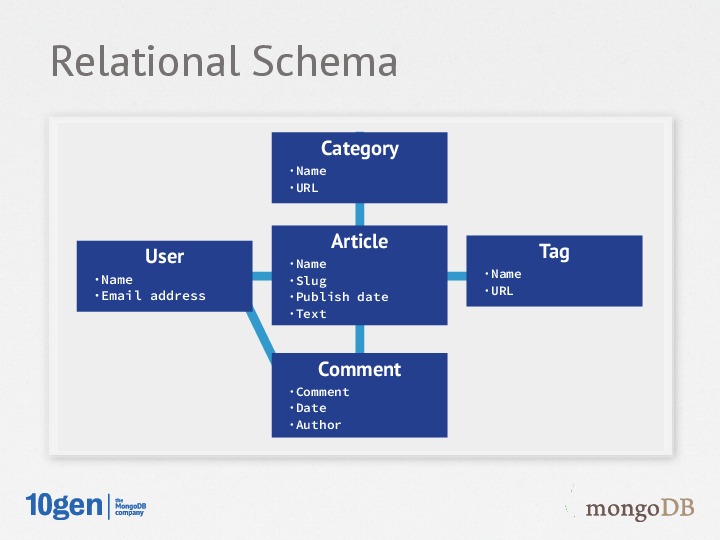 Relational Schema
Category
·Name
·URL
Article
·Name
·Slug
·Publish date
·Text
User
·Name
·Email address
Tag
·Name
·URL
Comment
·Comment
·Date
·Author
10gen
the
MongoDB
company
mongoDB